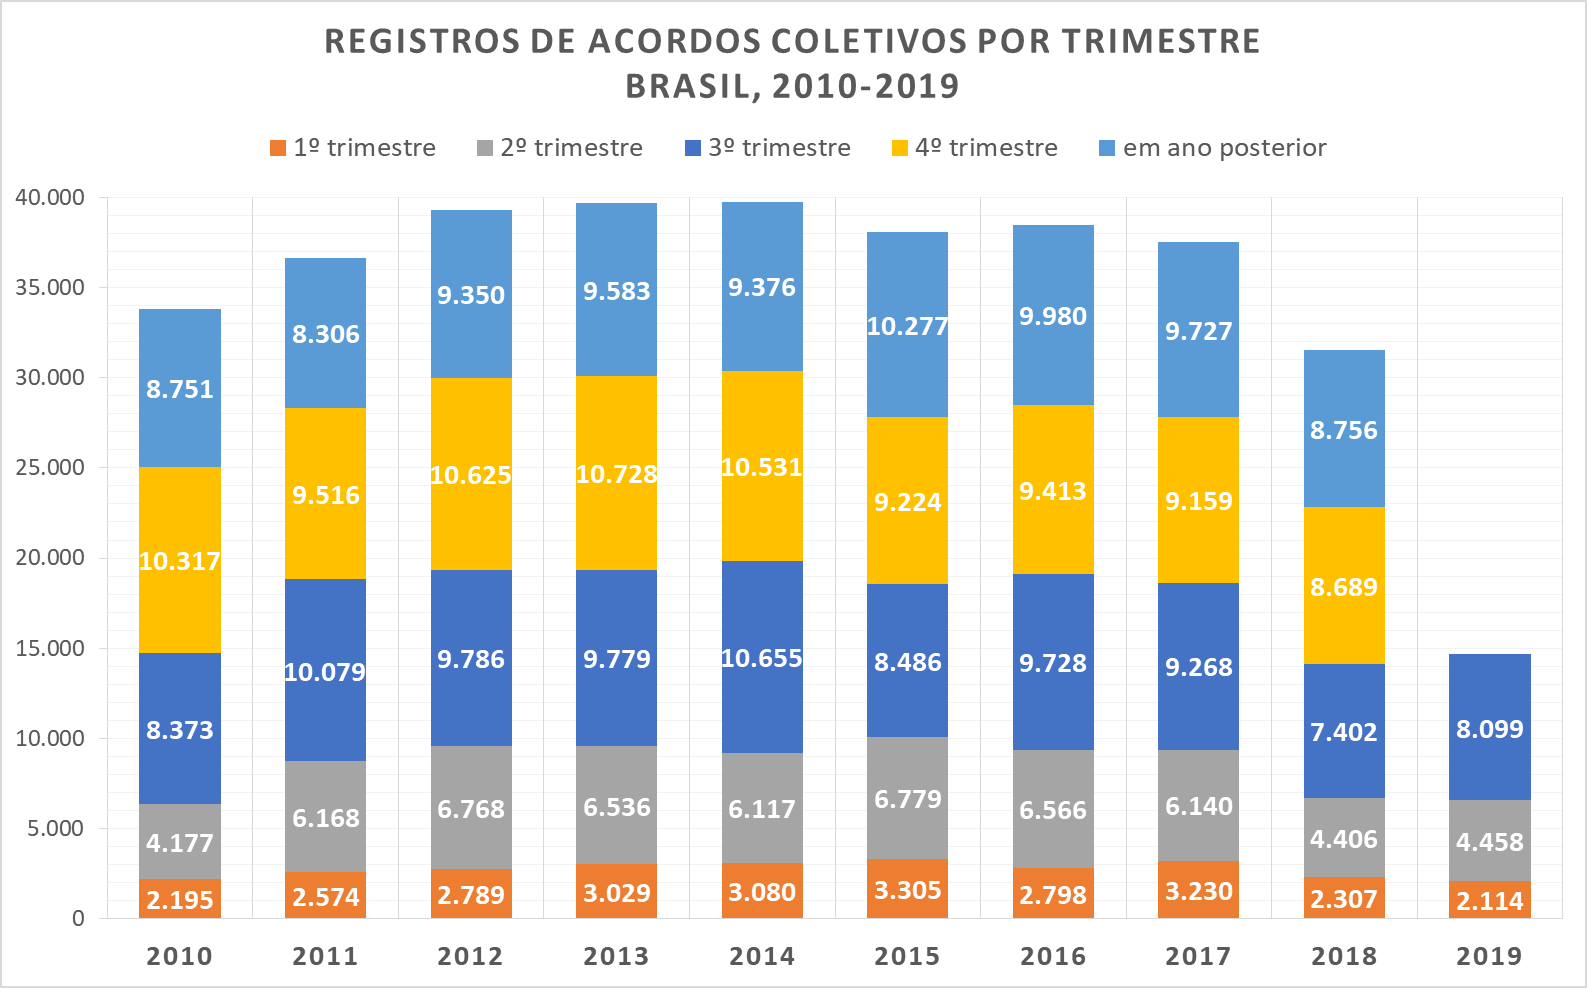 REGISTROS DE ACORDOS COLETIVOS POR TRIMESTRE
BRASIL, 2010-2019
1º trimestre 2º trimestre 3º trimestre 4º trimestre em ano posterior
40.000
35.000
30.000
25.000
20.000
15.000
10.000
5.000
0
8.751 8.306 9.350 9.583 9.376 10.277 9.980 9.727 8.756
10.317 9.516 10.625 10.728 10.531 9.224 9.413 9.159 8.689
8.373 10.079 9.786 9.779 10.655 8.486 9.728 9.268 7.402 8.099
4.177 6.168 6.768 6.536 6.117 6.779 6.566 6.140 4.406 4.458
2.195 2.574 2.789 3.029 3.080 3.305 2.798 3.230 2.307 2.114
2010 2011 2012 2013 2014 2015 2016 2017 2018 2019